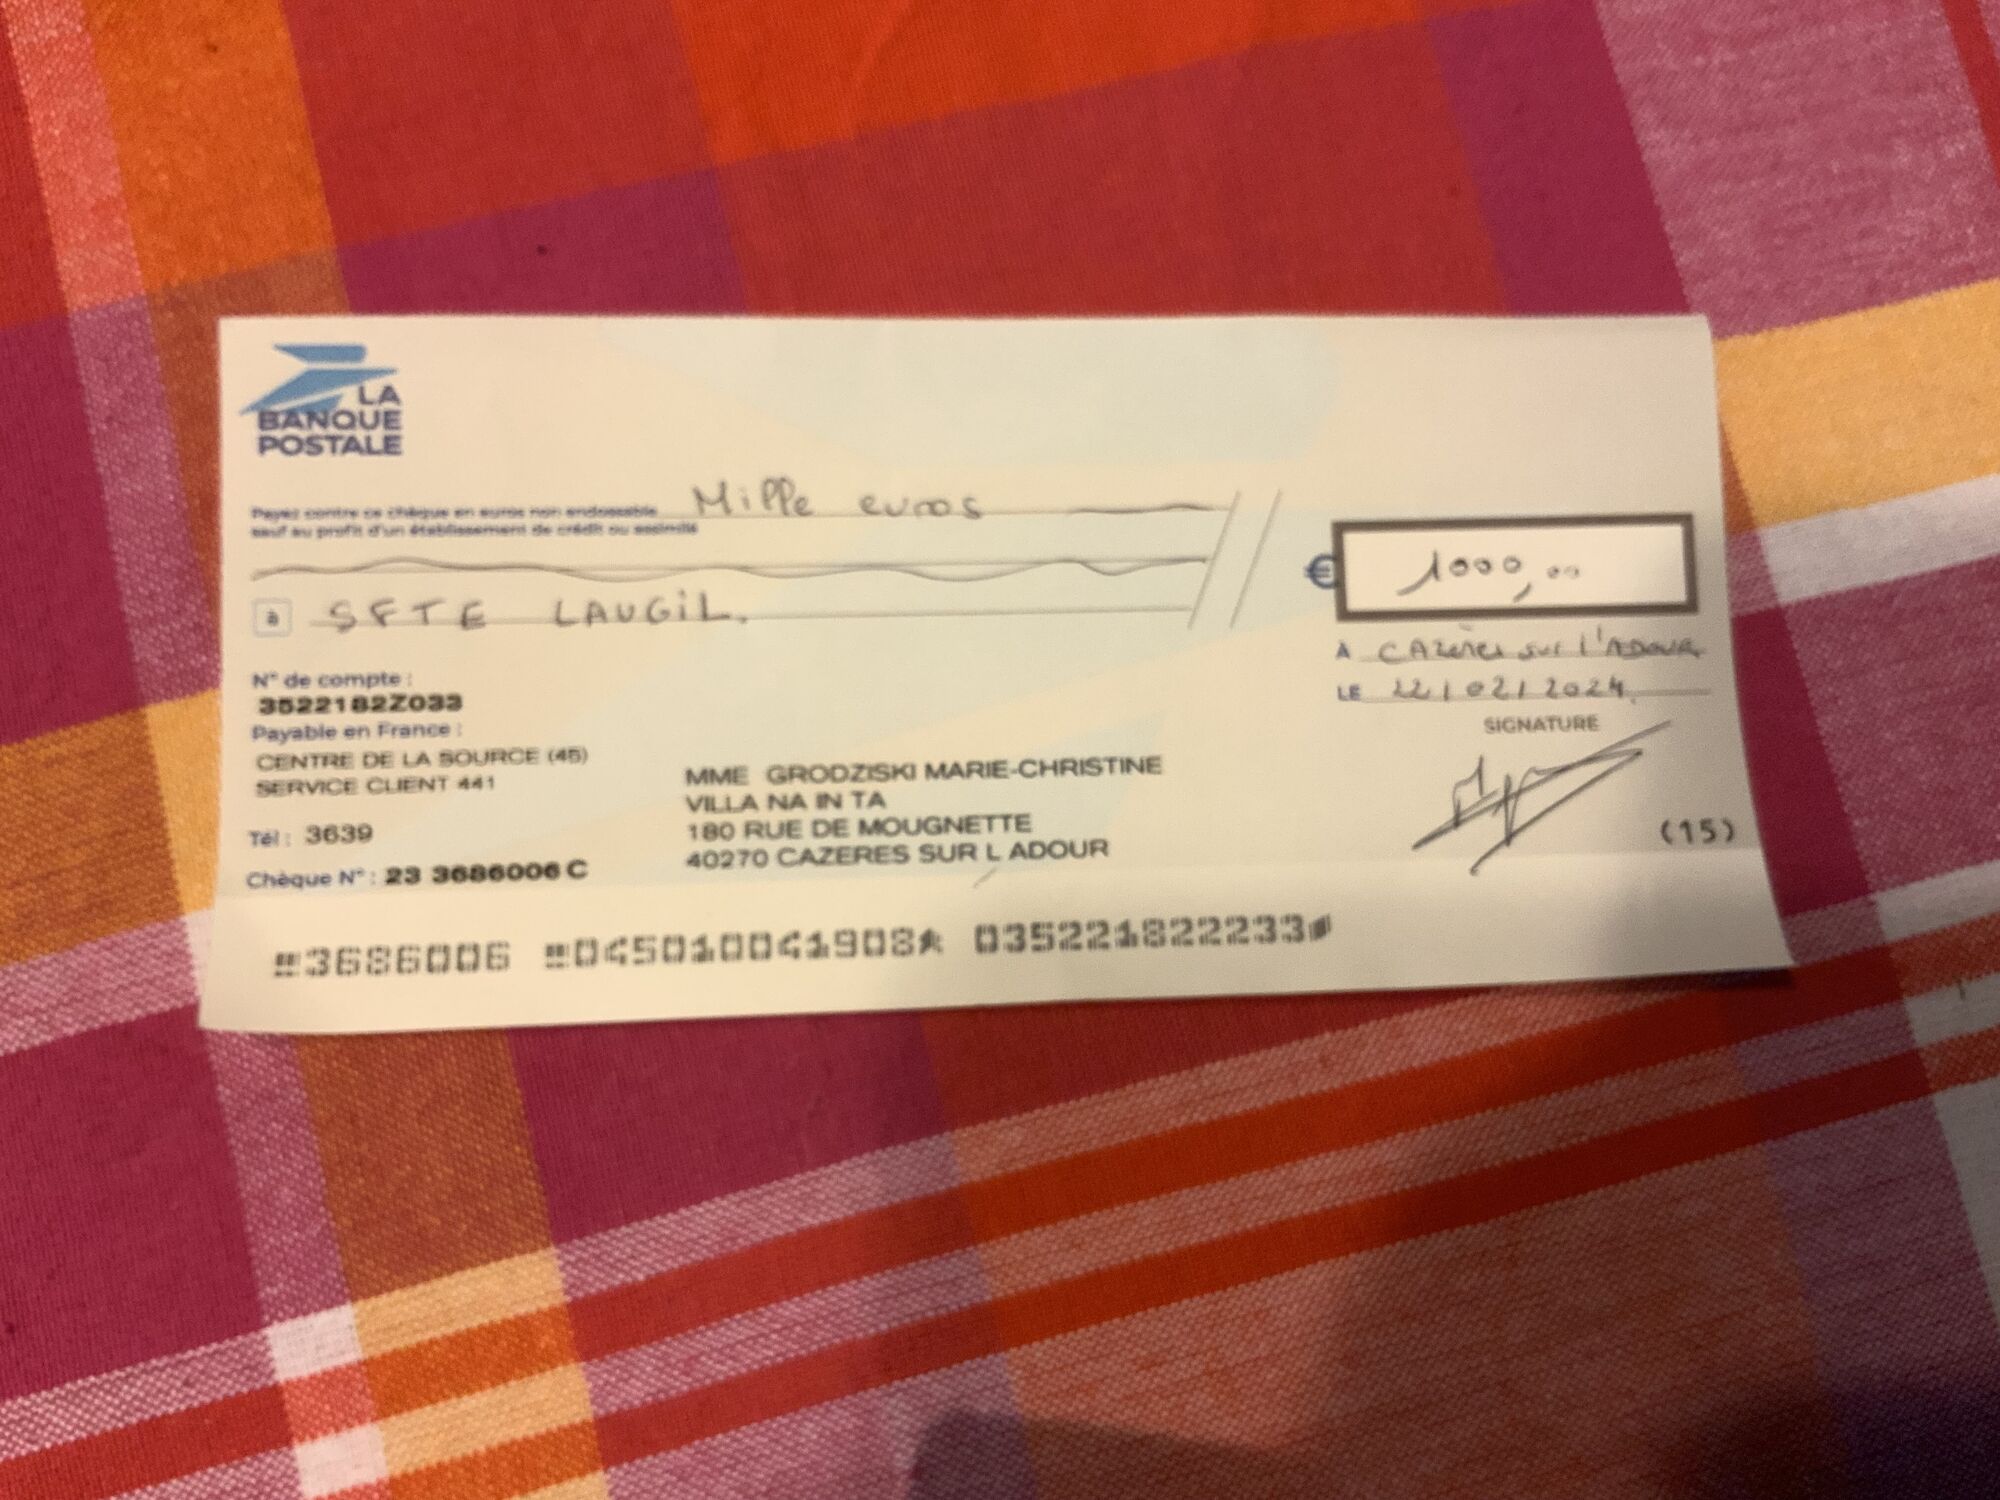 LA
BANQUE
POSTALE
Payez contre ce chèque en euros non endossable
sauf au profit d'un établissement de crédit ou assimilé
Mille euros
€ 1000,00
à SFTE LAUGIL.
À CAZères sur l'ADOUR
LE 22/02/2024.
N° de compte :
3522182Z033
Payable en France :
CENTRE DE LA SOURCE (45)
SERVICE CLIENT 441
Tél : 3639
Chèque N° : 23 3686006 C
MME GRODZISKI MARIE-CHRISTINE
VILLA NA IN TA
180 RUE DE MOUGNETTE
40270 CAZERES SUR L ADOUR
SIGNATURE
(15)
3686006 045010041908 035221822233